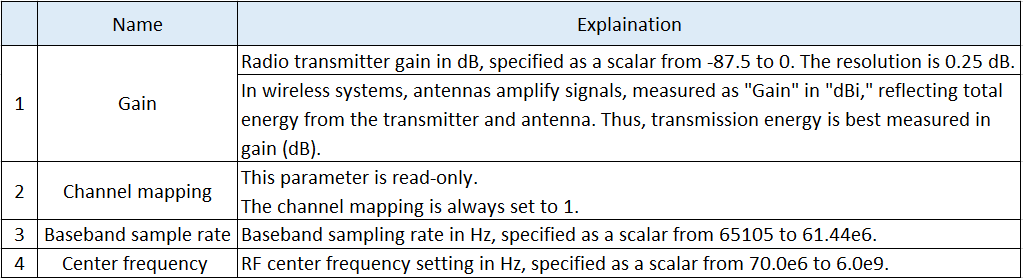 Name Explaination
1 Gain Radio transmitter gain in dB, specified as a scalar from -87.5 to 0. The resolution is 0.25 dB.
In wireless systems, antennas amplify signals, measured as "Gain" in "dBi," reflecting total
energy from the transmitter and antenna. Thus, transmission energy is best measured in
gain (dB).
2 Channel mapping This parameter is read-only.
The channel mapping is always set to 1.
3 Baseband sample rate Baseband sampling rate in Hz, specified as a scalar from 65105 to 61.44e6.
4 Center frequency RF center frequency setting in Hz, specified as a scalar from 70.0e6 to 6.0e9.